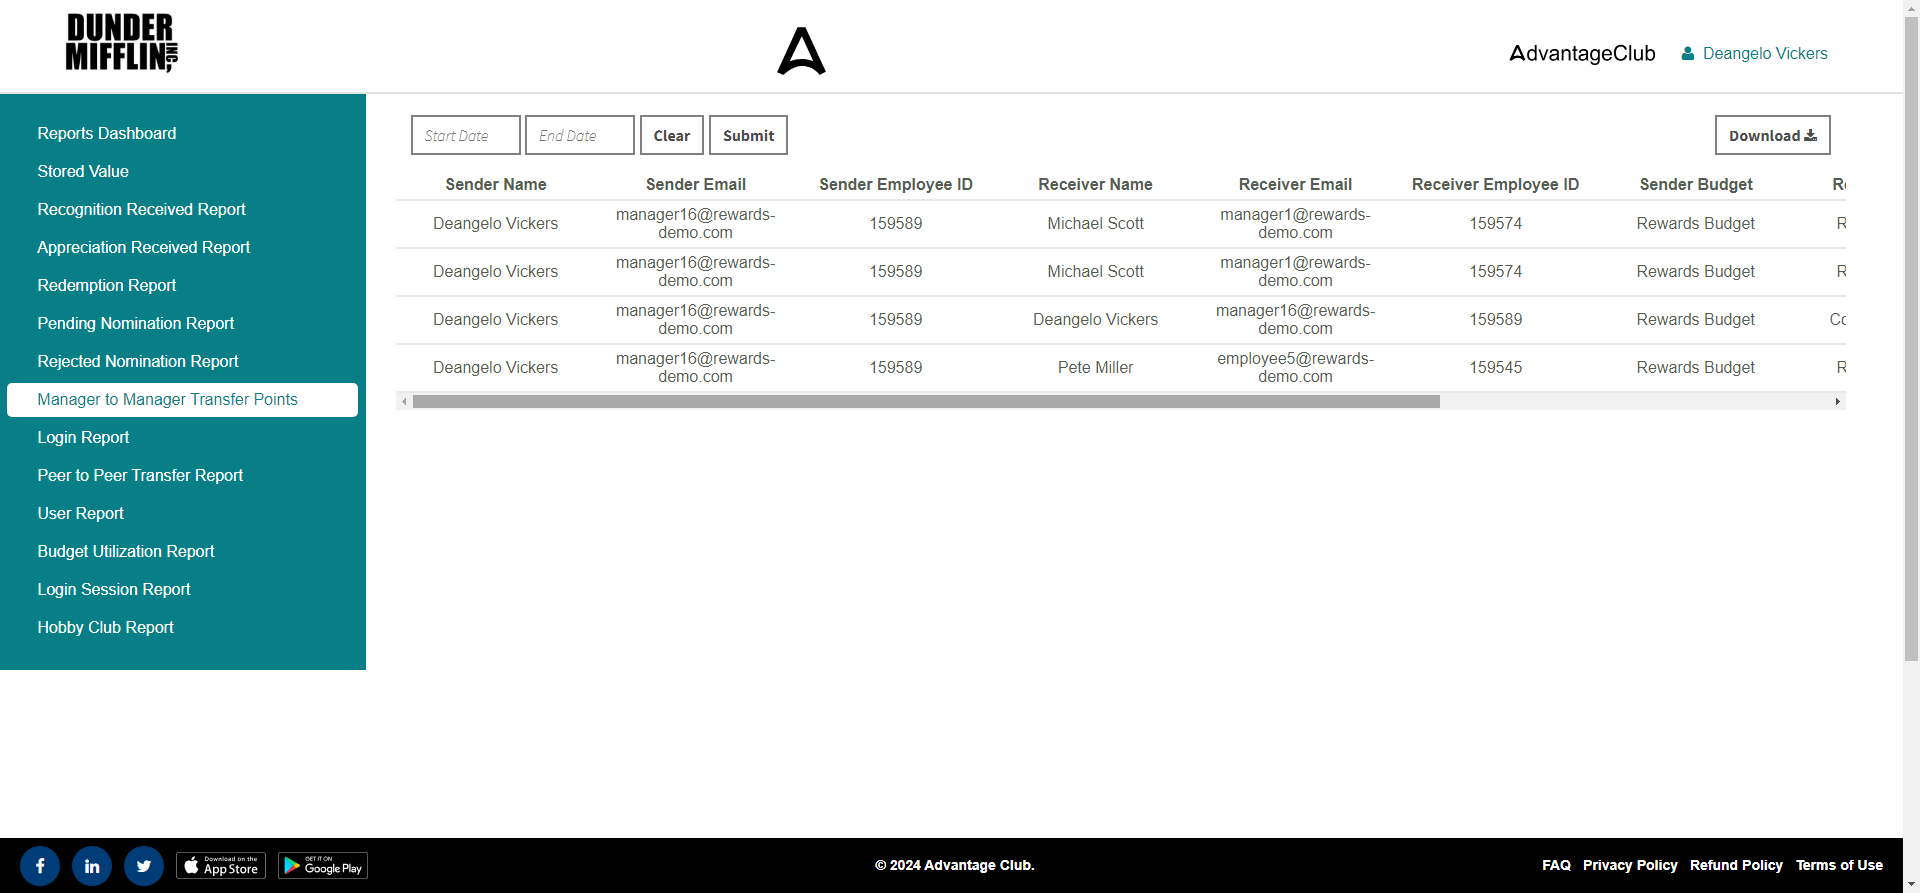 DUNDER
MIFFLIN, INC
AdvantageClub
Deangelo Vickers
Reports Dashboard
Stored Value
Recognition Received Report
Appreciation Received Report
Redemption Report
Pending Nomination Report
Rejected Nomination Report
Manager to Manager Transfer Points
Login Report
Peer to Peer Transfer Report
User Report
Budget Utilization Report
Login Session Report
Hobby Club Report
Start Date End Date Clear Submit Download
Sender Name Sender Email Sender Employee ID Receiver Name Receiver Email Receiver Employee ID Sender Budget
Deangelo Vickers manager16@rewards-demo.com 159589 Michael Scott manager1@rewards-demo.com 159574 Rewards Budget R
Deangelo Vickers manager16@rewards-demo.com 159589 Michael Scott manager1@rewards-demo.com 159574 Rewards Budget R
Deangelo Vickers manager16@rewards-demo.com 159589 Deangelo Vickers manager16@rewards-demo.com 159589 Rewards Budget Co
Deangelo Vickers manager16@rewards-demo.com 159589 Pete Miller employee5@rewards-demo.com 159545 Rewards Budget R
Download on the App Store
GET IT ON Google Play
© 2024 Advantage Club.
FAQ Privacy Policy Refund Policy Terms of Use